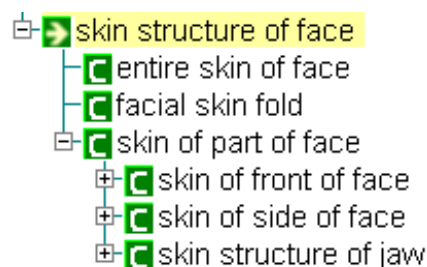 skin structure of face
entire skin of face
facial skin fold
skin of part of face
skin of front of face
skin of side of face
skin structure of jaw